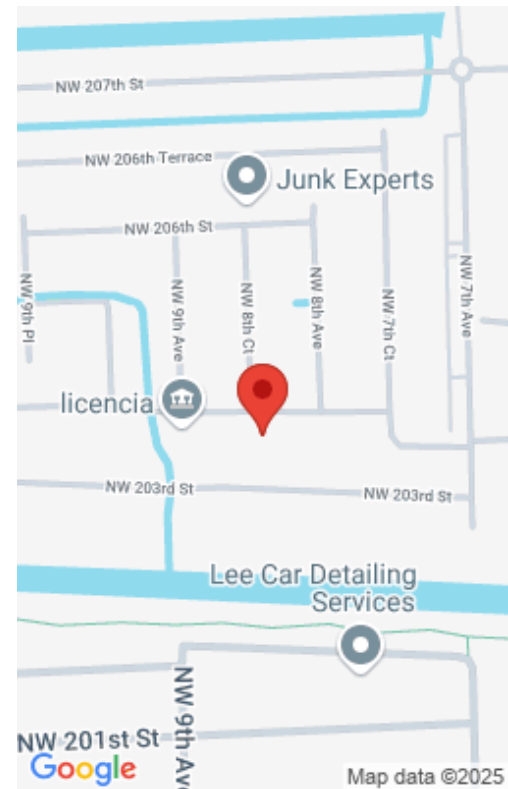 NW 207th St
NW 206th Terrace
Junk Experts
NW 206th St
NW 9th Pl
NW 9th Ave
NW 8th Ct
NW 8th Ave
NW 7th Ct
NW 7th Ave
licencia
NW 203rd St
NW 203rd St
Lee Car Detailing
Services
NW 9th Av
NW 201st St
Google
Map data ©2025